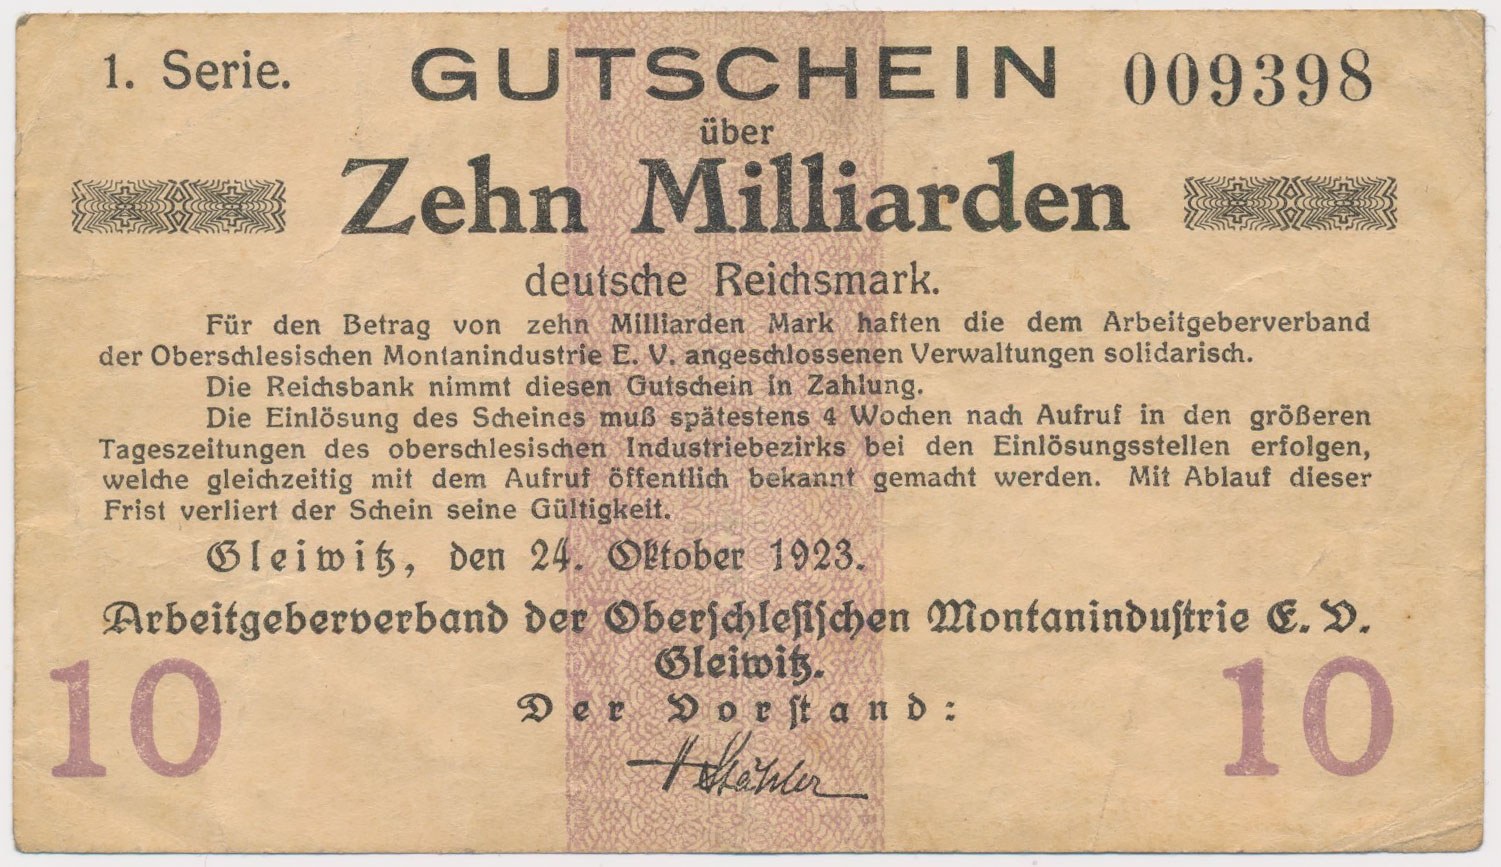 1. Serie. GUTSCHEIN 009398
über
Zehn Milliarden
deutsche Reichsmark.
Für den Betrag von zehn Milliarden Mark haften die dem Arbeitgeberverband
der Oberschlesischen Montanindustrie E. V. angeschlossenen Verwaltungen solidarisch.
Die Reichsbank nimmt diesen Gutschein in Zahlung.
Die Einlösung des Scheines muß spätestens 4 Wochen nach Aufruf in den größeren
Tageszeitungen des oberschlesischen Industriebezirks bei den Einlösungsstellen erfolgen,
welche gleichzeitig mit dem Aufruf öffentlich bekannt gemacht werden. Mit Ablauf dieser
Frist verliert der Schein seine Gültigkeit.
Gleiwitz, den 24. Oktober 1923.
Arbeitgeberverband der Oberschlesischen Montanindustrie E. V.
Gleiwitz.
10 Der Vorstand: 10
Stähler